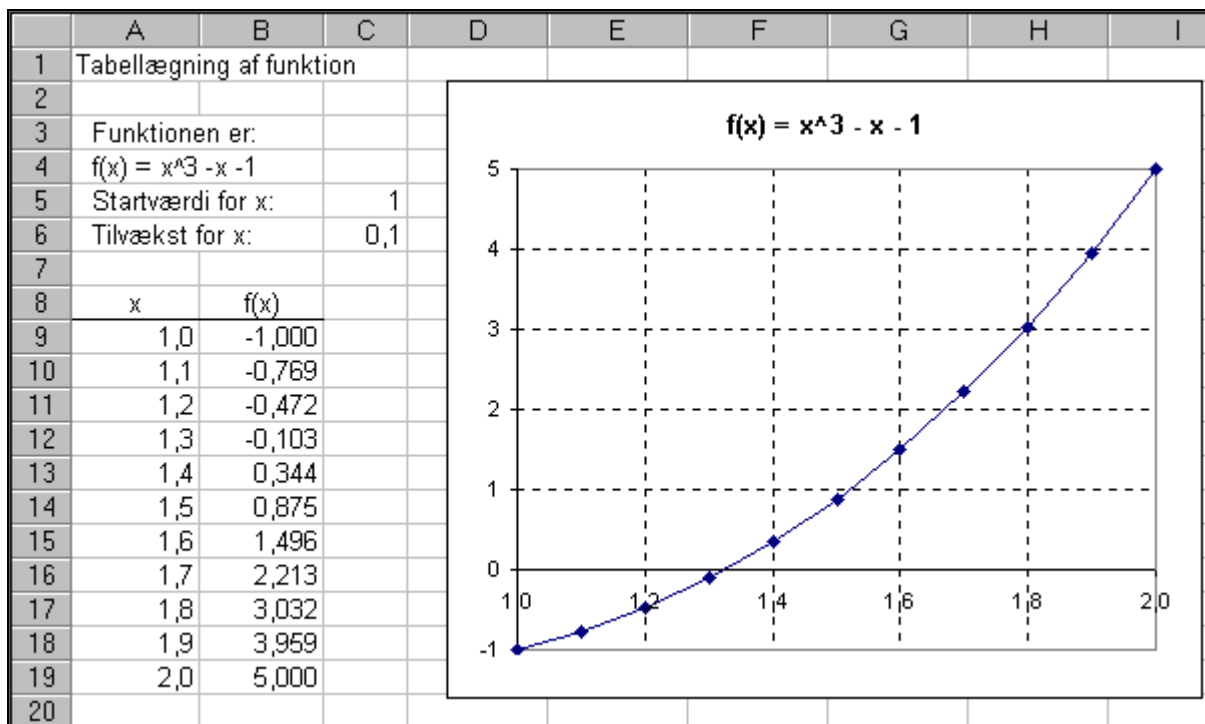 A B C D E F G H I
1 Tabellægning af funktion
2
3 Funktionen er:
4 f(x) = x^3 -x -1
5 Startværdi for x: 1
6 Tilvækst for x: 0,1
7
8 x f(x)
9 1,0 -1,000
10 1,1 -0,769
11 1,2 -0,472
12 1,3 -0,103
13 1,4 0,344
14 1,5 0,875
15 1,6 1,496
16 1,7 2,213
17 1,8 3,032
18 1,9 3,959
19 2,0 5,000
20
f(x) = x^3 - x - 1
5
4
3
2
1
0
-1
1,0 1,2 1,4 1,6 1,8 2,0